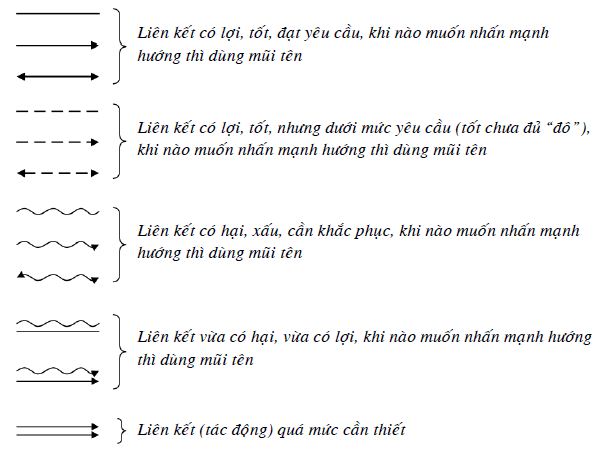 Liên kết có lợi, tốt, đạt yêu cầu, khi nào muốn nhấn mạnh
hướng thì dùng mũi tên
Liên kết có lợi, tốt, nhưng dưới mức yêu cầu (tốt chưa đủ “đô”),
khi nào muốn nhấn mạnh hướng thì dùng mũi tên
Liên kết có hại, xấu, cần khắc phục, khi nào muốn nhấn mạnh
hướng thì dùng mũi tên
Liên kết vừa có hại, vừa có lợi, khi nào muốn nhấn mạnh hướng
thì dùng mũi tên
Liên kết (tác động) quá mức cần thiết